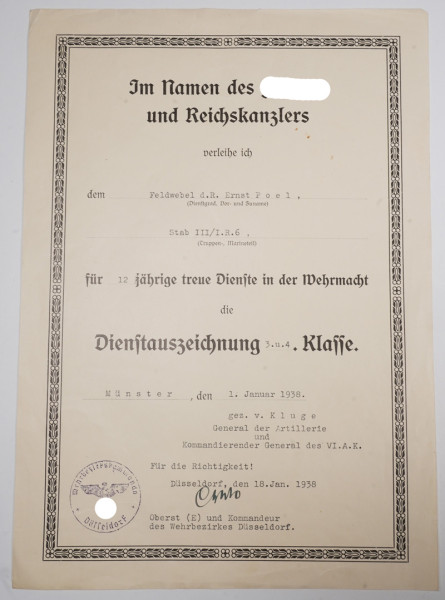 Im Namen des
und Reichskanzlers
verleihe ich
dem Feldwebel d.R. Ernst P o s l ,
(Dienstgrad, Vor- und Zuname)
Stab III/I.R.6 ,
(Truppen-, Marineteil)
für 12 jährige treue Dienste in der Wehrmacht
die
Dienstauszeichnung 3.u.4. Klasse.
M ü n s t e r , den 1. Januar 1938.
gez. v. K l u g e
General der Artillerie
und
Kommandierender General des VI.A.K.
Für die Richtigkeit!
Düsseldorf, den 18.Jan. 1938
Oberst (E) und Kommandeur
des Wehrbezirkes Düsseldorf.
Wehrbezirkskommando
Düsseldorf